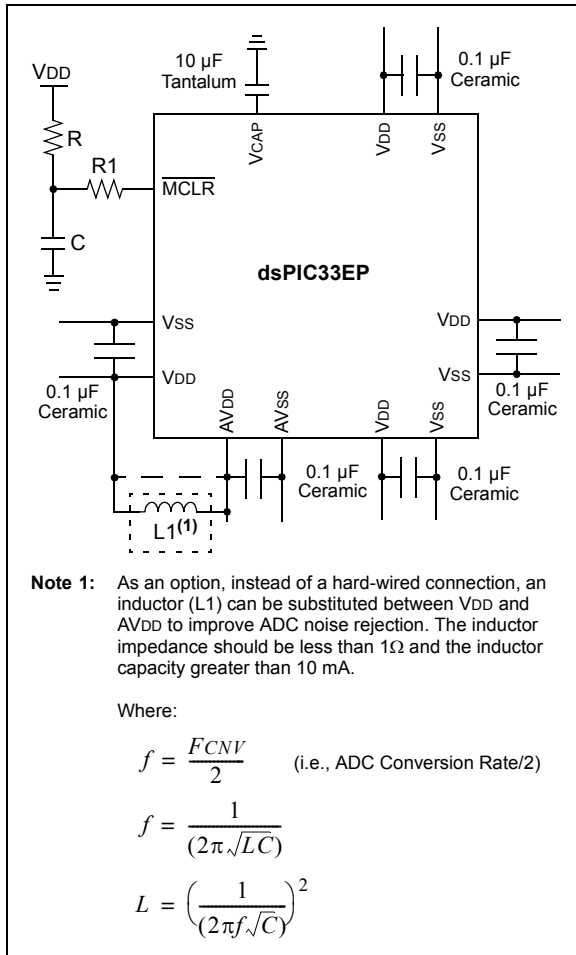 10 µF
Tantalum
0.1 µF
Ceramic
VDD
R
R1
C
VCAP
VDD
VSS
MCLR
dsPIC33EP
VSS
VDD
0.1 µF
Ceramic
VDD
VSS
0.1 µF
Ceramic
AVDD
AVSS
VDD
VSS
0.1 µF
Ceramic
0.1 µF
Ceramic
L1(1)
Note 1: As an option, instead of a hard-wired connection, an
inductor (L1) can be substituted between VDD and
AVDD to improve ADC noise rejection. The inductor
impedance should be less than 1Ω and the inductor
capacity greater than 10 mA.
Where:
f = FCNV / 2 (i.e., ADC Conversion Rate/2)
f = 1 / (2π√LC)
L = (1 / (2πf√C))²